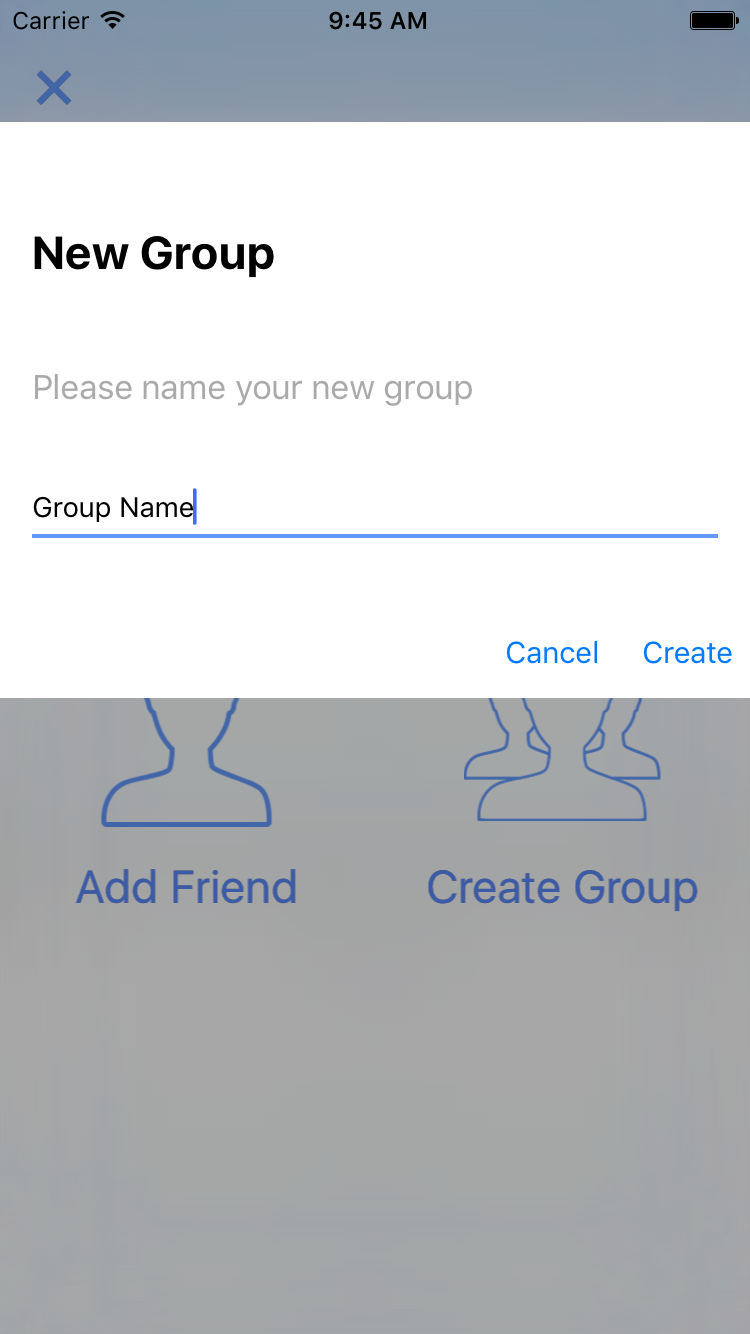 Carrier 9:45 AM
New Group
Please name your new group
Group Name
Cancel Create
Add Friend Create Group